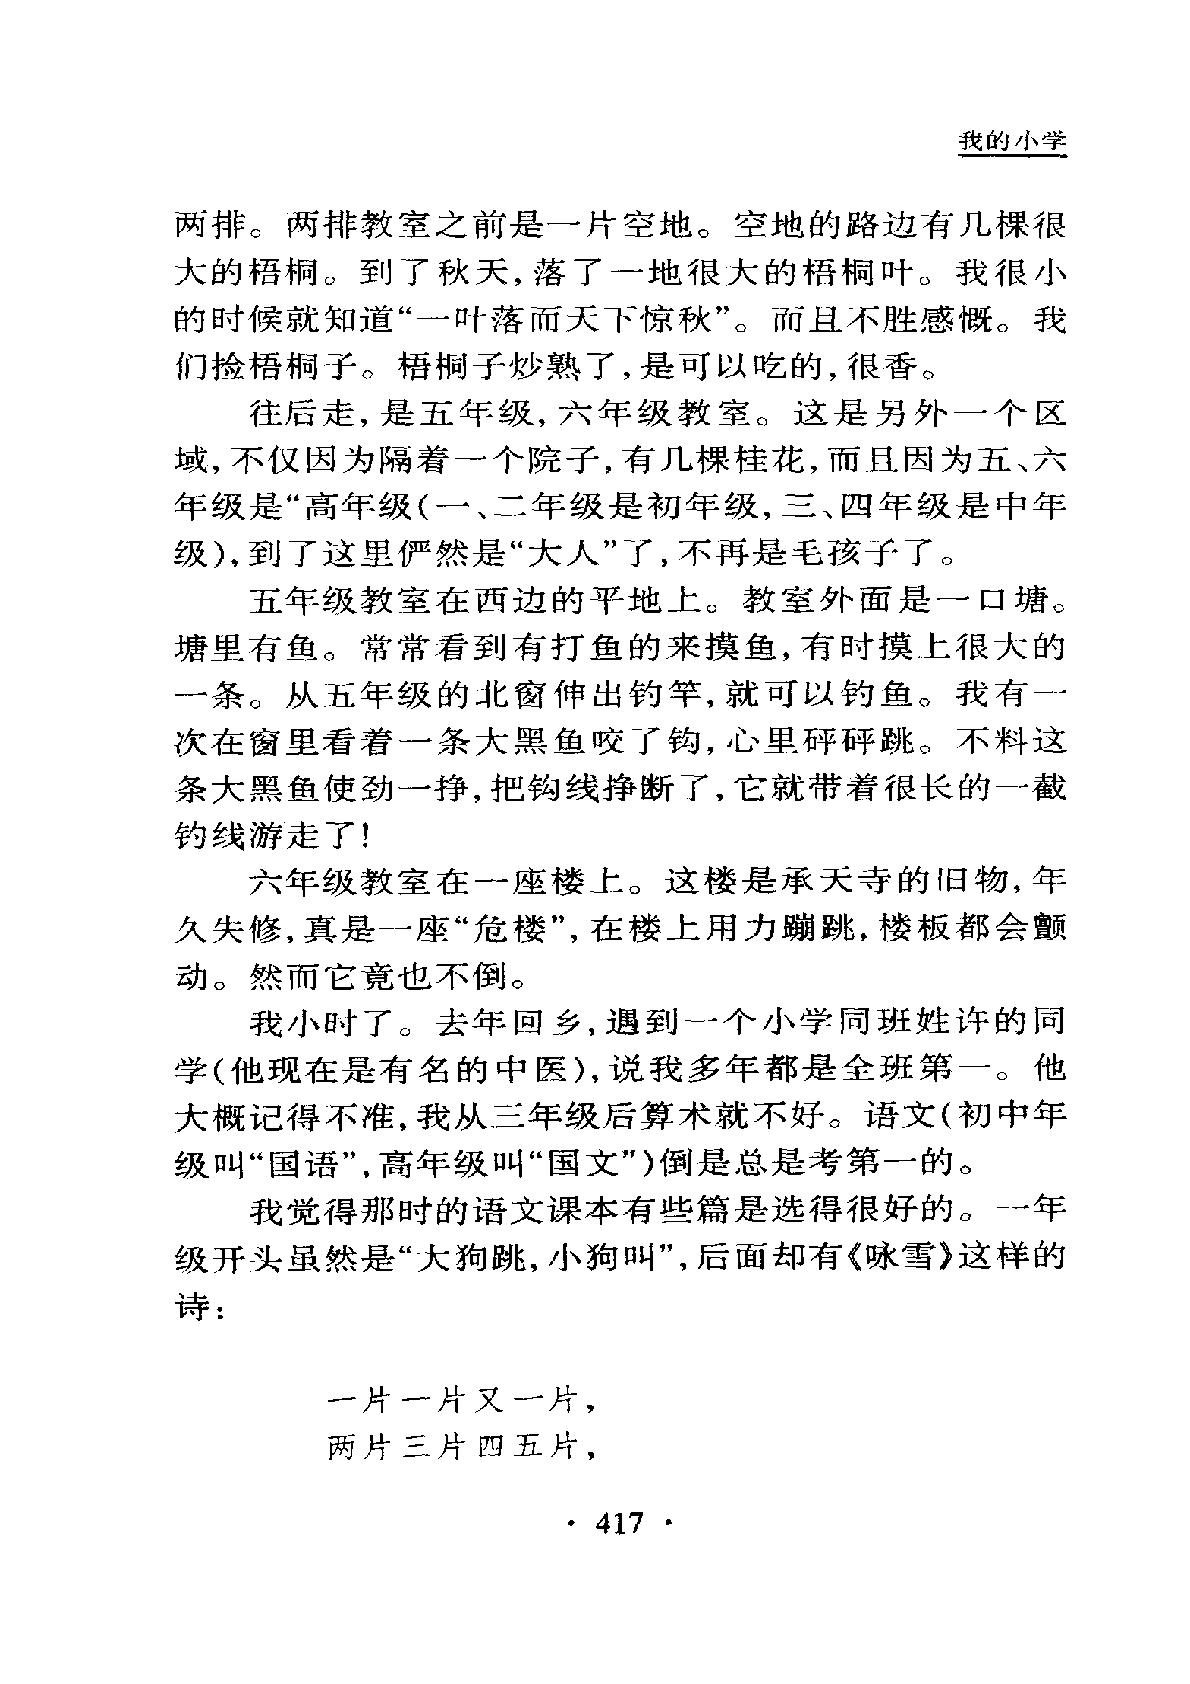 我的小学
两排。两排教室之前是一片空地。空地的路边有几棵很
大的梧桐。到了秋天,落了一地很大的梧桐叶。我很小
的时候就知道“一叶落而天下惊秋”。而且不胜感慨。我
们捡梧桐子。梧桐子炒熟了,是可以吃的,很香。
往后走,是五年级,六年级教室。这是另外一个区
域,不仅因为隔着一个院子,有几棵桂花,而且因为五、六
年级是“高年级(一、二年级是初年级,三、四年级是中年
级),到了这里俨然是“大人”了,不再是毛孩子了。
五年级教室在西边的平地上。教室外面是一口塘。
塘里有鱼。常常看到有打鱼的来摸鱼,有时摸上很大的
一条。从五年级的北窗伸出钓竿,就可以钓鱼。我有一
次在窗里看着一条大黑鱼咬了钩,心里砰砰跳。不料这
条大黑鱼使劲一挣,把钩线挣断了,它就带着很长的一截
钓线游走了!
六年级教室在一座楼上。这楼是承天寺的旧物,年
久失修,真是一座“危楼”,在楼上用力蹦跳,楼板都会颤
动。然而它竟也不倒。
我小时了。去年回乡,遇到一个小学同班姓许的同
学(他现在是有名的中医),说我多年都是全班第一。他
大概记得不准,我从三年级后算术就不好。语文(初中年
级叫“国语”,高年级叫“国文”)倒是总是考第一的。
我觉得那时的语文课本有些篇是选得很好的。一年
级开头虽然是“大狗跳,小狗叫”,后面却有《咏雪》这样的
诗:
一片一片又一片,
两片三片四五片,
· 417 ·